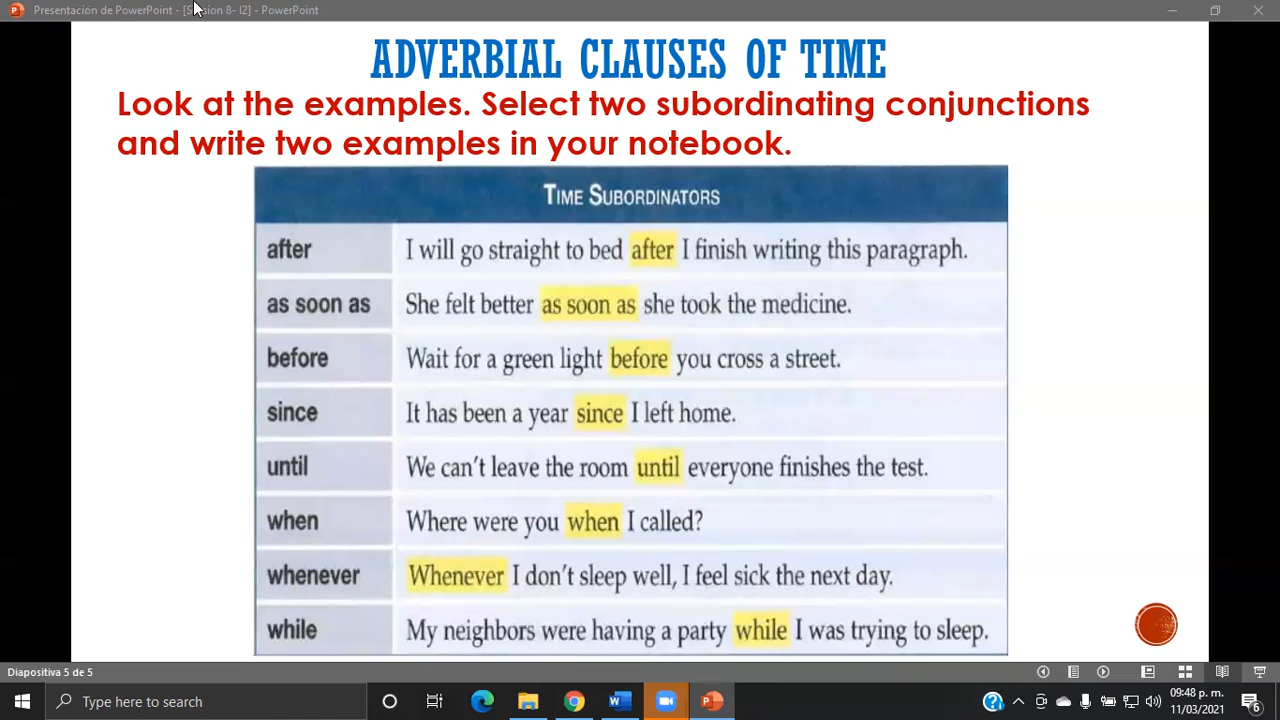 Presentación de PowerPoint - [Sesion 8- I2] - PowerPoint
ADVERBIAL CLAUSES OF TIME
Look at the examples. Select two subordinating conjunctions
and write two examples in your notebook.
TIME SUBORDINATORS
after I will go straight to bed after I finish writing this paragraph.
as soon as She felt better as soon as she took the medicine.
before Wait for a green light before you cross a street.
since It has been a year since I left home.
until We can't leave the room until everyone finishes the test.
when Where were you when I called?
whenever Whenever I don't sleep well, I feel sick the next day.
while My neighbors were having a party while I was trying to sleep.
Diapositiva 5 de 5
Type here to search
09:48 p. m.
11/03/2021
6